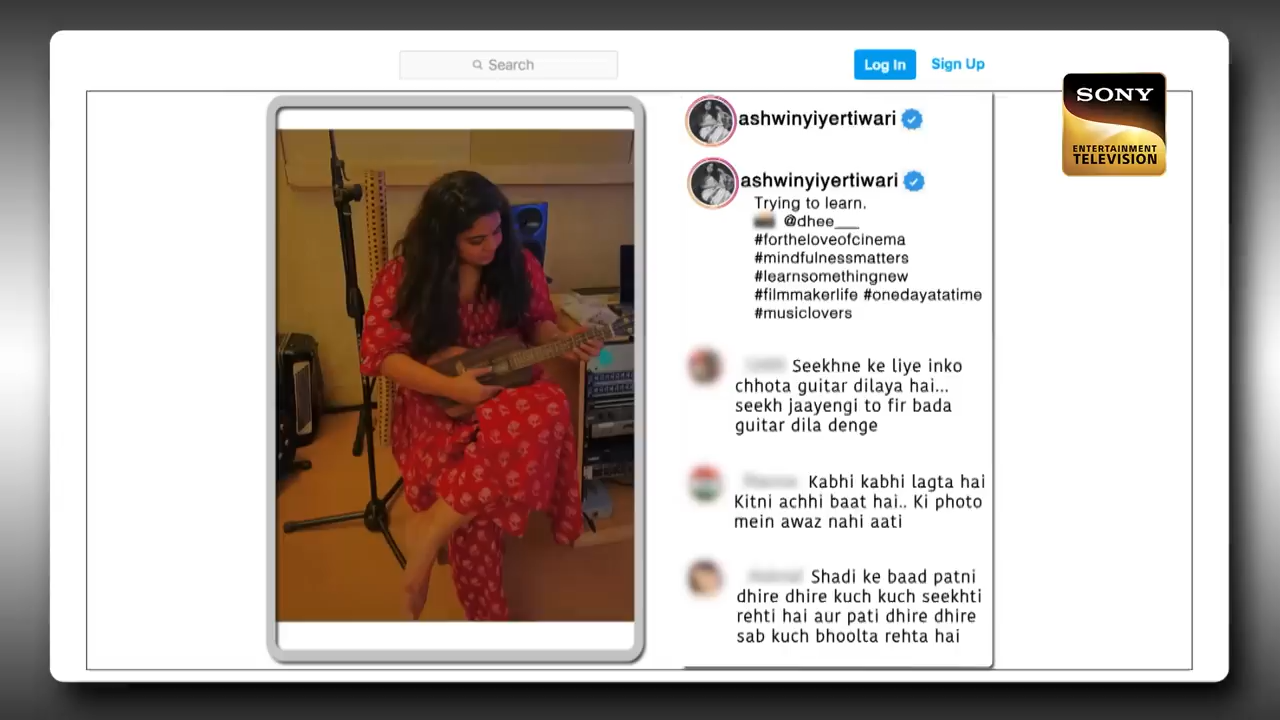 Search
Log In
Sign Up
SONY
ENTERTAINMENT
TELEVISION
ashwinyiyertiwari
ashwinyiyertiwari
Trying to learn.
@dhee___
#fortheloveofcinema
#mindfulnessmatters
#learnsomethingnew
#filmmakerlife #onedayatatime
#musiclovers
Seekhne ke liye inko
chhota guitar dilaya hai...
seekh jaayengi to fir bada
guitar dila denge
Kabhi kabhi lagta hai
Kitni achhi baat hai.. Ki photo
mein awaz nahi aati
Shadi ke baad patni
dhire dhire kuch kuch seekhti
rehti hai aur pati dhire dhire
sab kuch bhoolta rehta hai